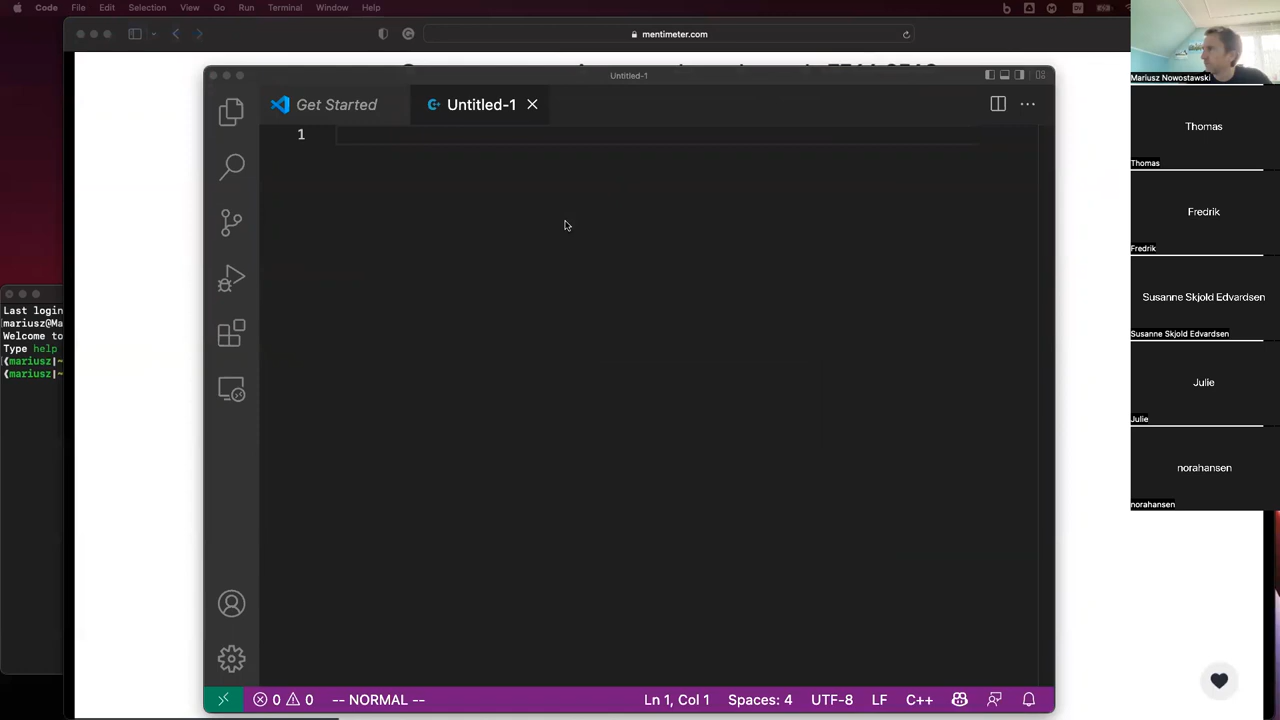 Code File Edit Selection View Go Run Terminal Window Help
mentimeter.com
Untitled-1
Get Started
Untitled-1
1
Last login
mariusz@Ma
Welcome to
Type help
mariusz|~
mariusz|~
-- NORMAL --
0 0
Ln 1, Col 1
Spaces: 4
UTF-8
LF
C++
Mariusz Nowostawski
Thomas
Thomas
Fredrik
Fredrik
Susanne Skjold Edvardsen
Susanne Skjold Edvardsen
Julie
Julie
norahansen
norahansen